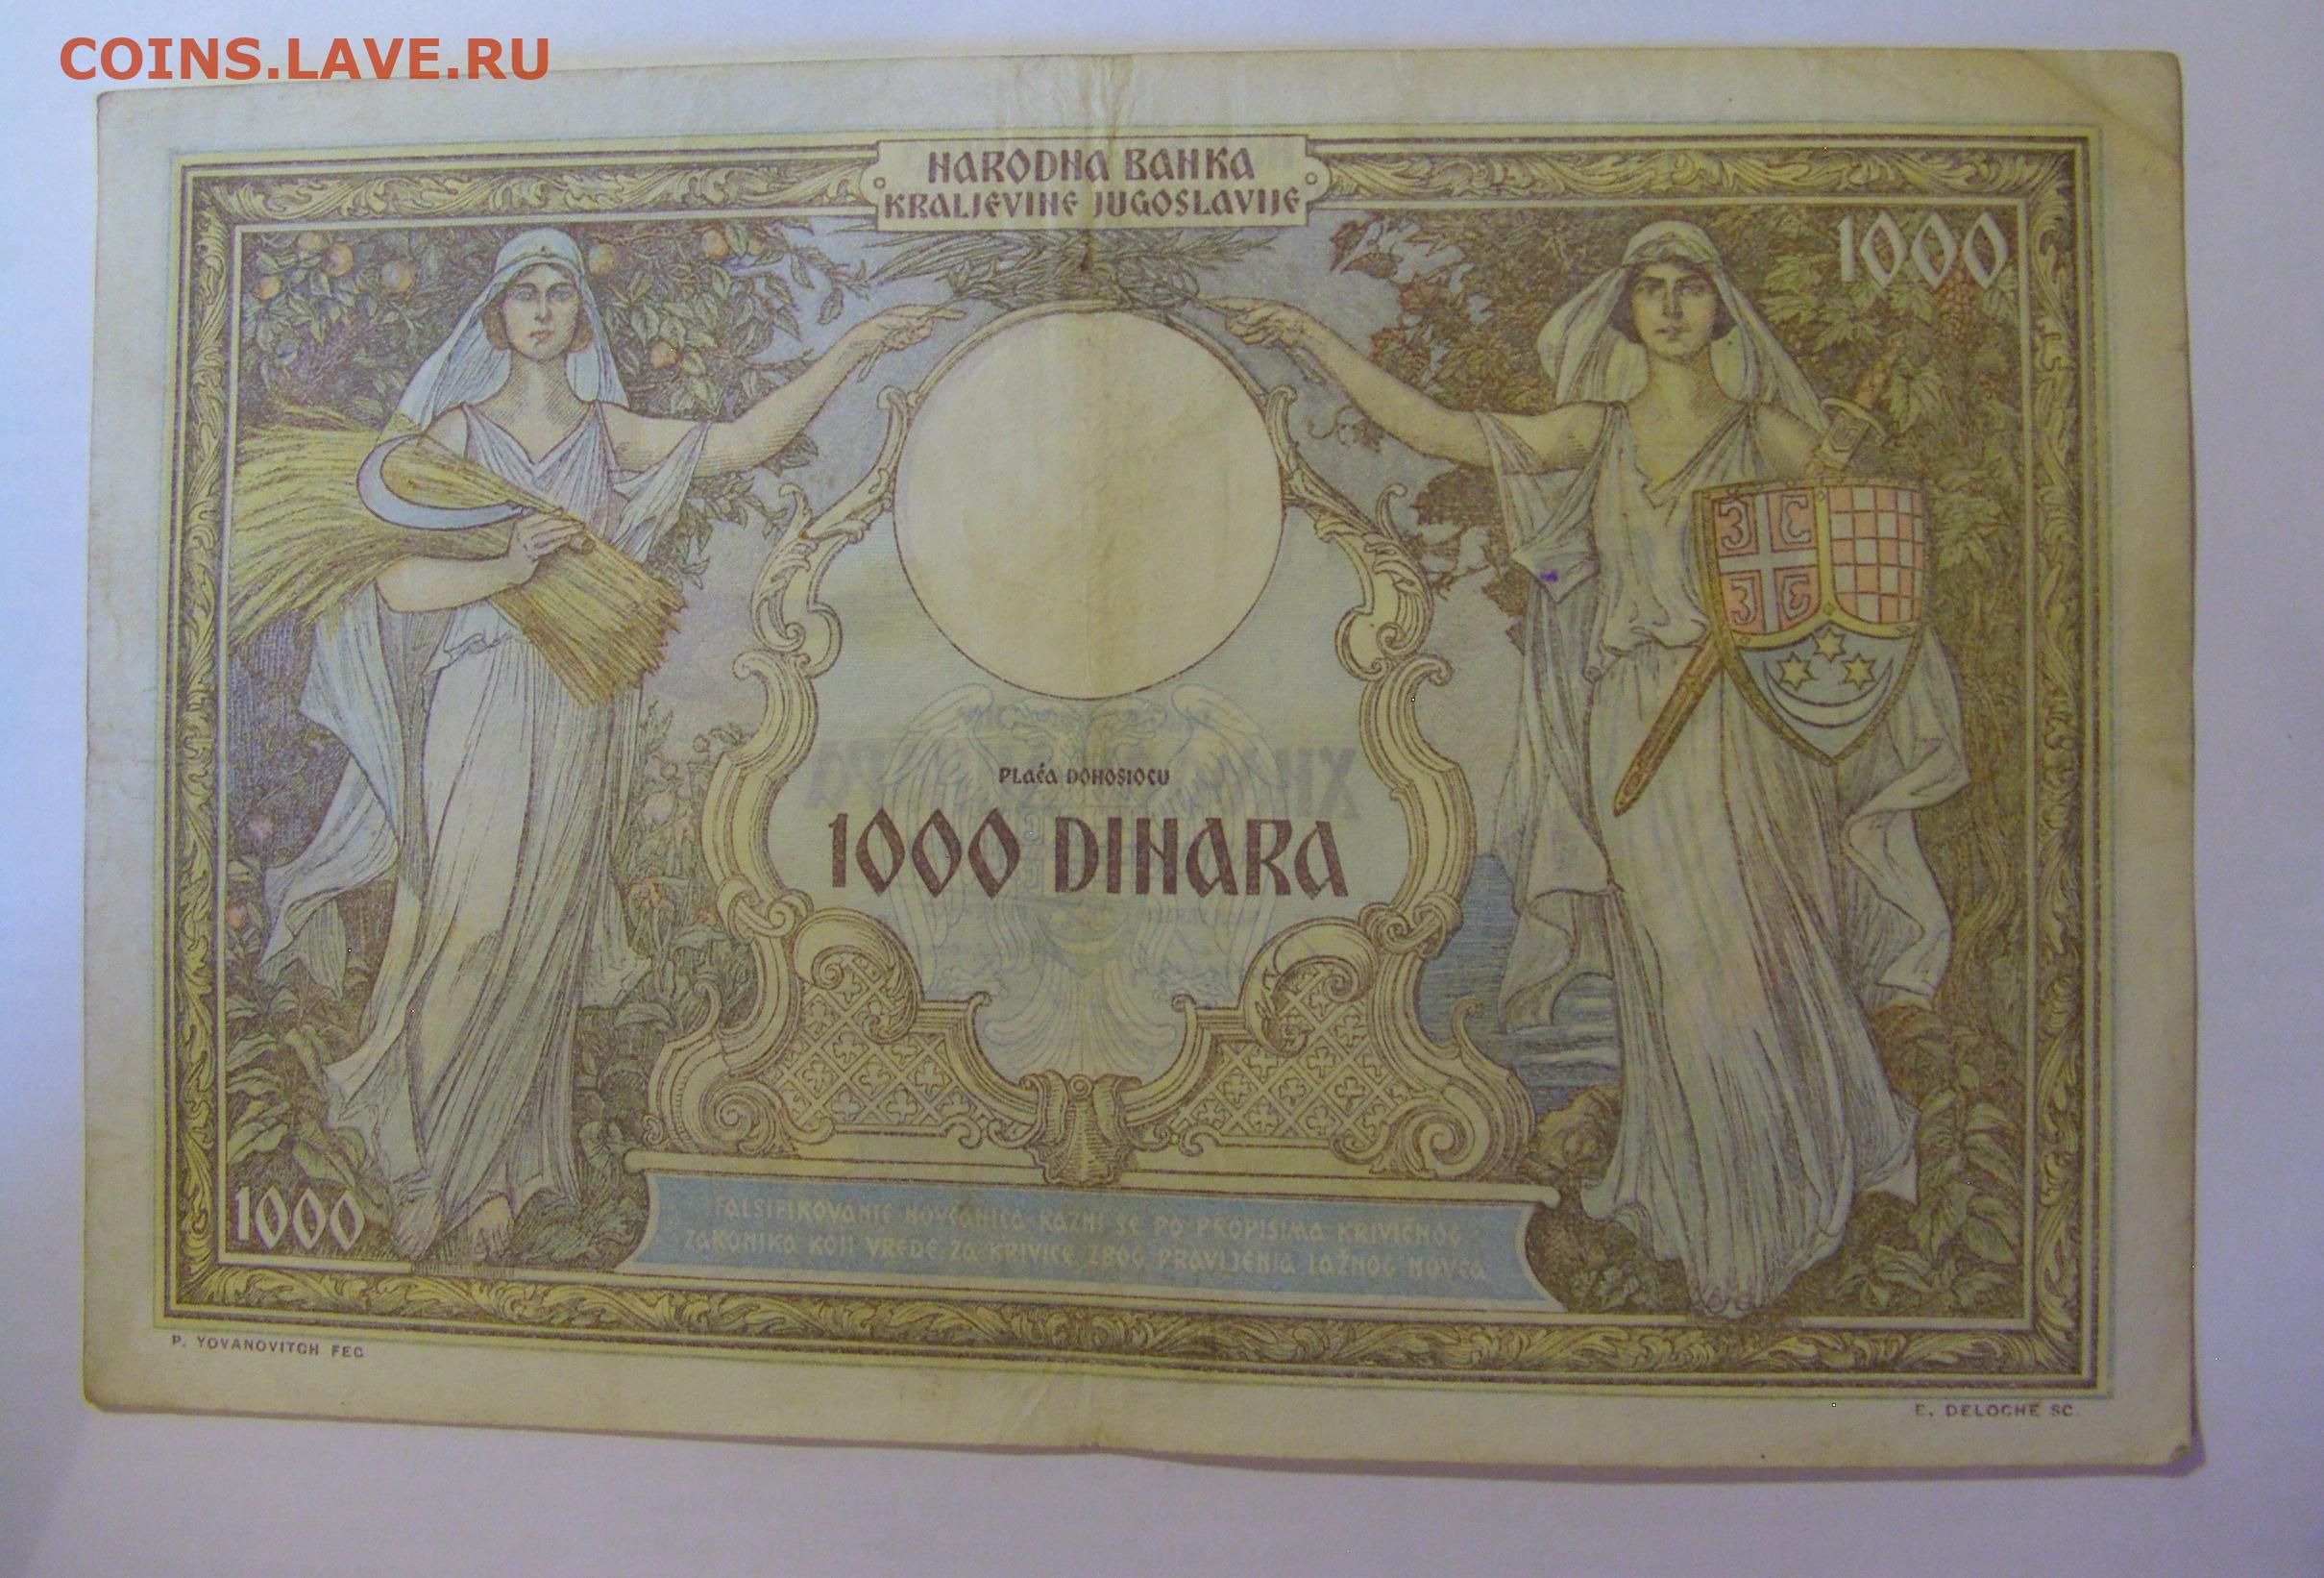 COINS.LAVE.RU
NARODNA BANKA
KRALJEVINE JUGOSLAVIJE
1000
PLAĆA DONOSIOCU
1000 DINARA
1000
FALSIFIKOVANJE NOVČANICA KAZNI SE PO PROPISIMA KRIVIČNOG
ZAKONIKA KOJI VREDE ZA KRIVICE ZBOG PRAVLJENJA LAŽNOG NOVCA
P. YOVANOVITCH FEC
E. DELOCHE SC.